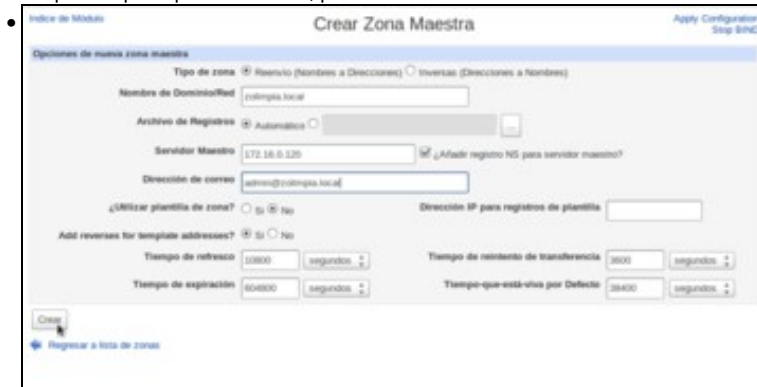 Índice de Módulo
Crear Zona Maestra
Apply Configuration
Stop BIND
Opciones de nueva zona maestra
Tipo de zona Reenvío (Nombres a Direcciones) Inversas (Direcciones a Nombres)
Nombre de Dominio/Red zolimpia.local
Archivo de Registros Automático ...
Servidor Maestro 172.16.0.120 ¿Añadir registro NS para servidor maestro?
Dirección de correo admin@zolimpia.local
¿Utilizar plantilla de zona? Si No Dirección IP para registros de plantilla
Add reverses for template addresses? Si No
Tiempo de refresco 10800 segundos Tiempo de reintento de transferencia 3600 segundos
Tiempo de expiración 604800 segundos Tiempo-que-está-viva por Defecto 38400 segundos
Crear
Regresar a lista de zonas